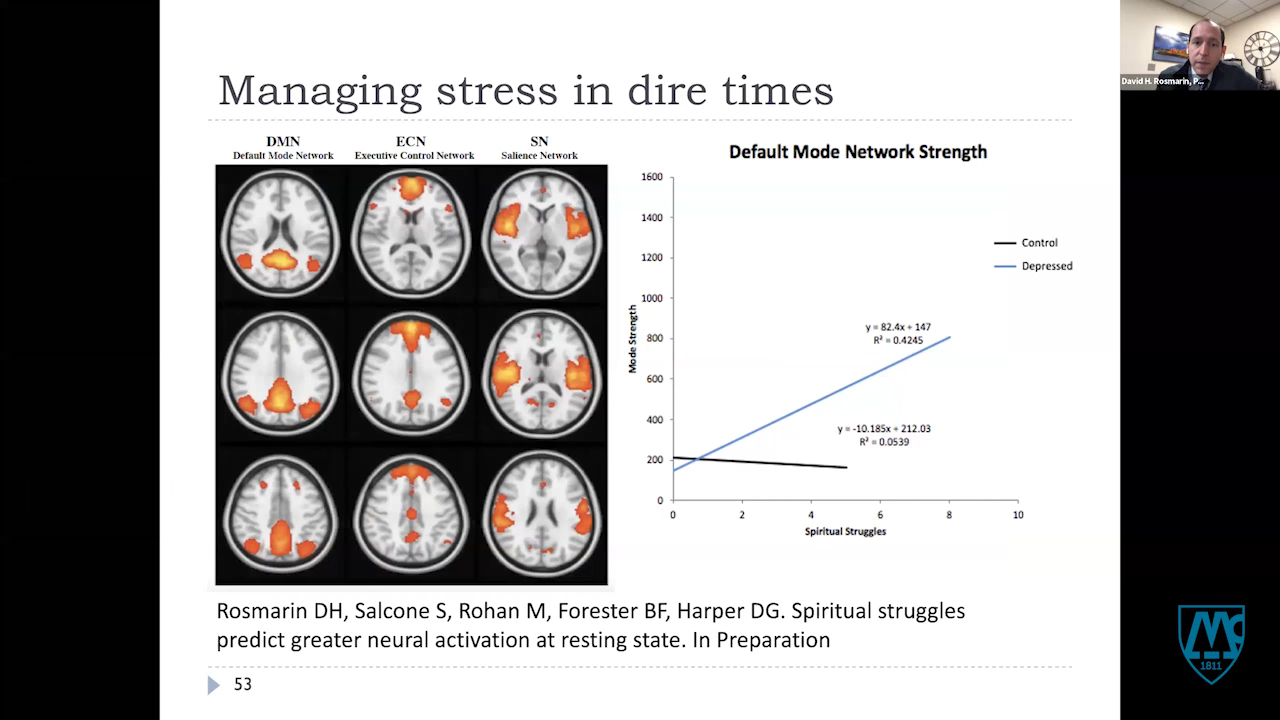 Managing stress in dire times
David H. Rosmarin, P...
DMN
Default Mode Network
ECN
Executive Control Network
SN
Salience Network
Default Mode Network Strength
1600
1400
1200
1000
800
600
400
200
0
Mode Strength
Control
Depressed
y = 82.4x + 147
R² = 0.4245
y = -10.185x + 212.03
R² = 0.0539
0 2 4 6 8 10
Spiritual Struggles
Rosmarin DH, Salcone S, Rohan M, Forester BF, Harper DG. Spiritual struggles
predict greater neural activation at resting state. In Preparation
53
Mc
1811